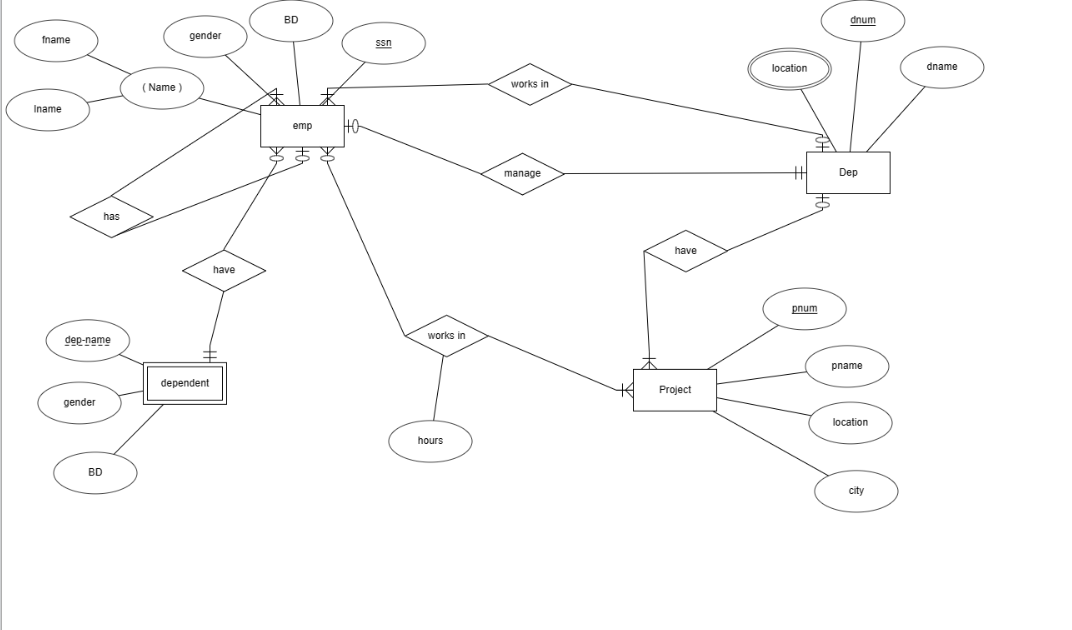 BD
dnum
fname
gender
ssn
location
dname
( Name )
works in
lname
emp
manage
Dep
has
have
have
pnum
works in
dep-name
pname
dependent
Project
gender
location
hours
BD
city